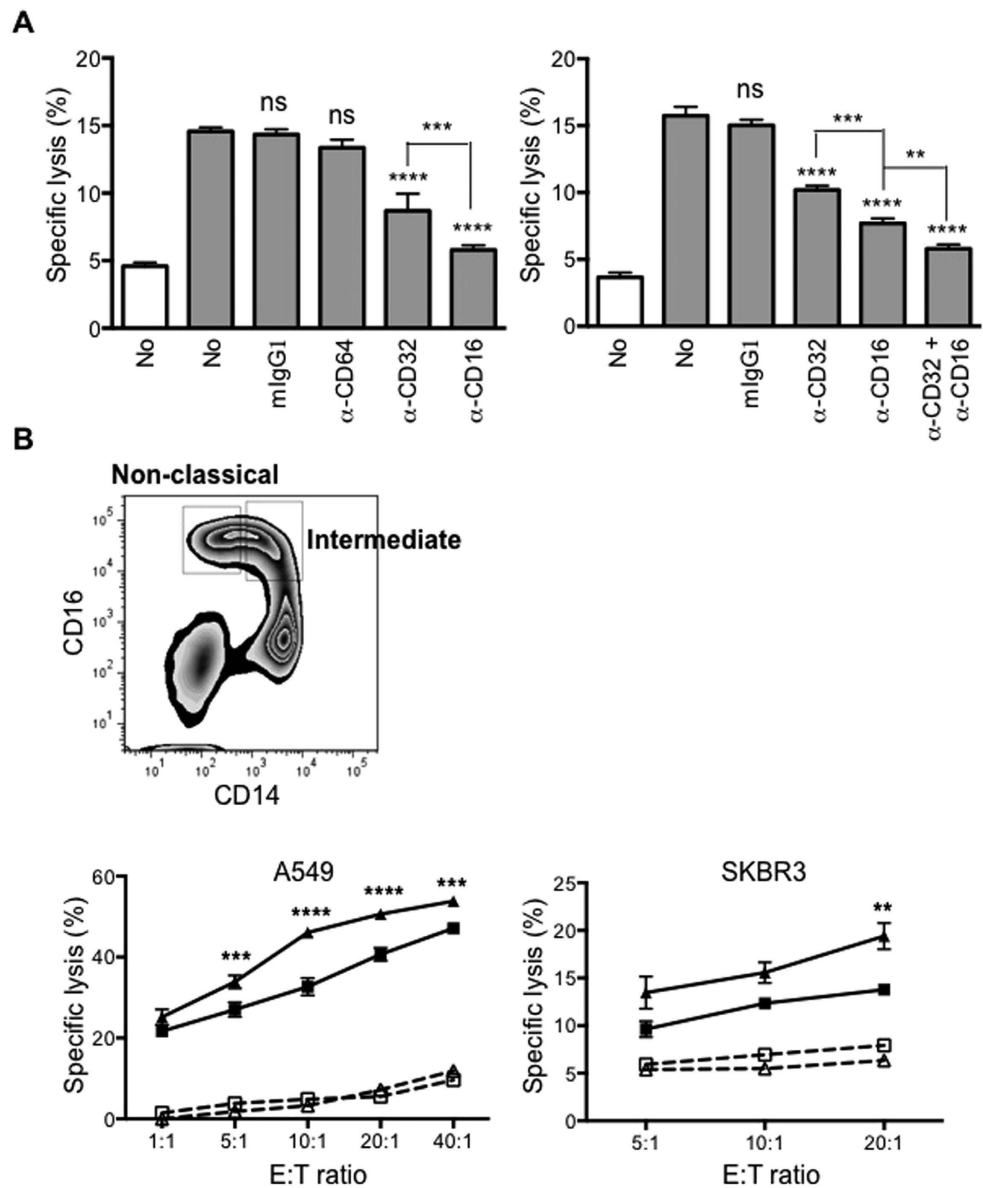 A
20
15
10
5
0
Specific lysis (%)
ns
ns
***
****
****
No
No
mIgG1
α-CD64
α-CD32
α-CD16
20
15
10
5
0
Specific lysis (%)
ns
***
**
****
****
****
No
No
mIgG1
α-CD32
α-CD16
α-CD32 +
α-CD16
B
Non-classical
Intermediate
10⁵
10⁴
10³
10²
10¹
CD16
10¹ 10² 10³ 10⁴ 10⁵
CD14
A549
60
40
20
0
Specific lysis (%)
***
****
****
***
1:1 5:1 10:1 20:1 40:1
E:T ratio
SKBR3
25
20
15
10
5
0
Specific lysis (%)
**
5:1 10:1 20:1
E:T ratio